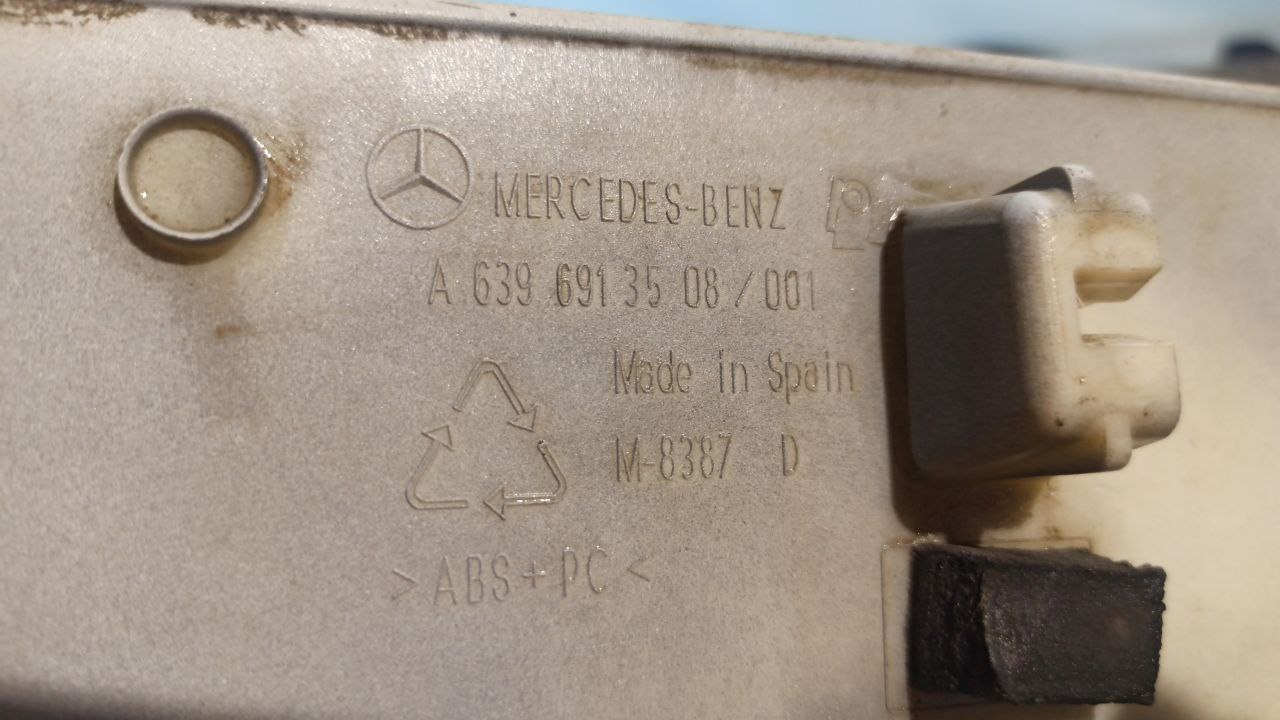 MERCEDES-BENZ
A 639 691 35 08 / 001
Made in Spain
M-8387 D
>ABS+PC<